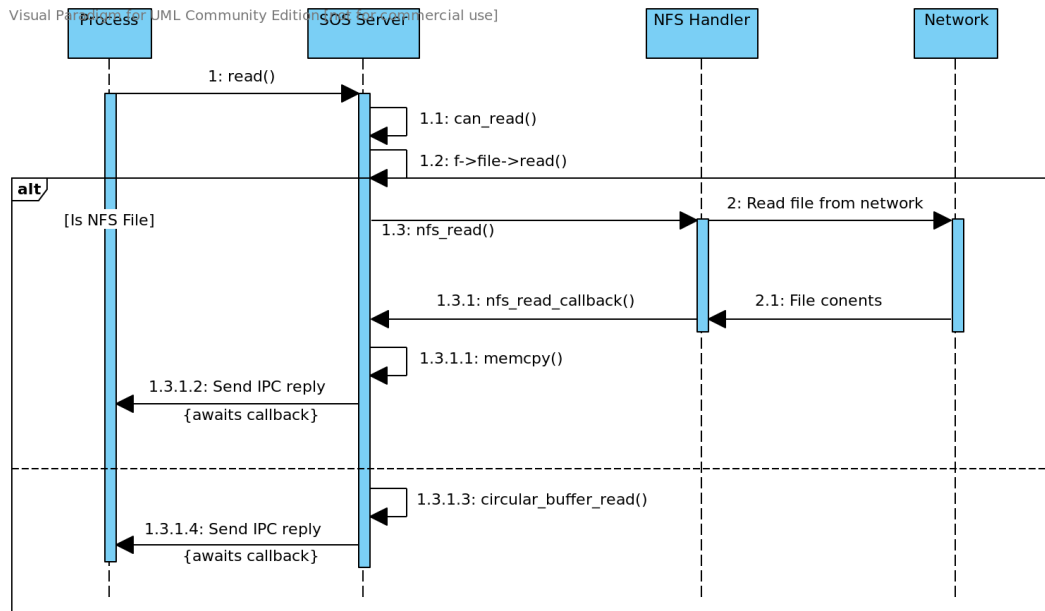 Visual Paradigm for UML Community Edition [not for commercial use]
Process
SOS Server
NFS Handler
Network
1: read()
1.1: can_read()
1.2: f->file->read()
alt
[Is NFS File]
2: Read file from network
1.3: nfs_read()
1.3.1: nfs_read_callback()
2.1: File conents
1.3.1.1: memcpy()
1.3.1.2: Send IPC reply
{awaits callback}
1.3.1.3: circular_buffer_read()
1.3.1.4: Send IPC reply
{awaits callback}